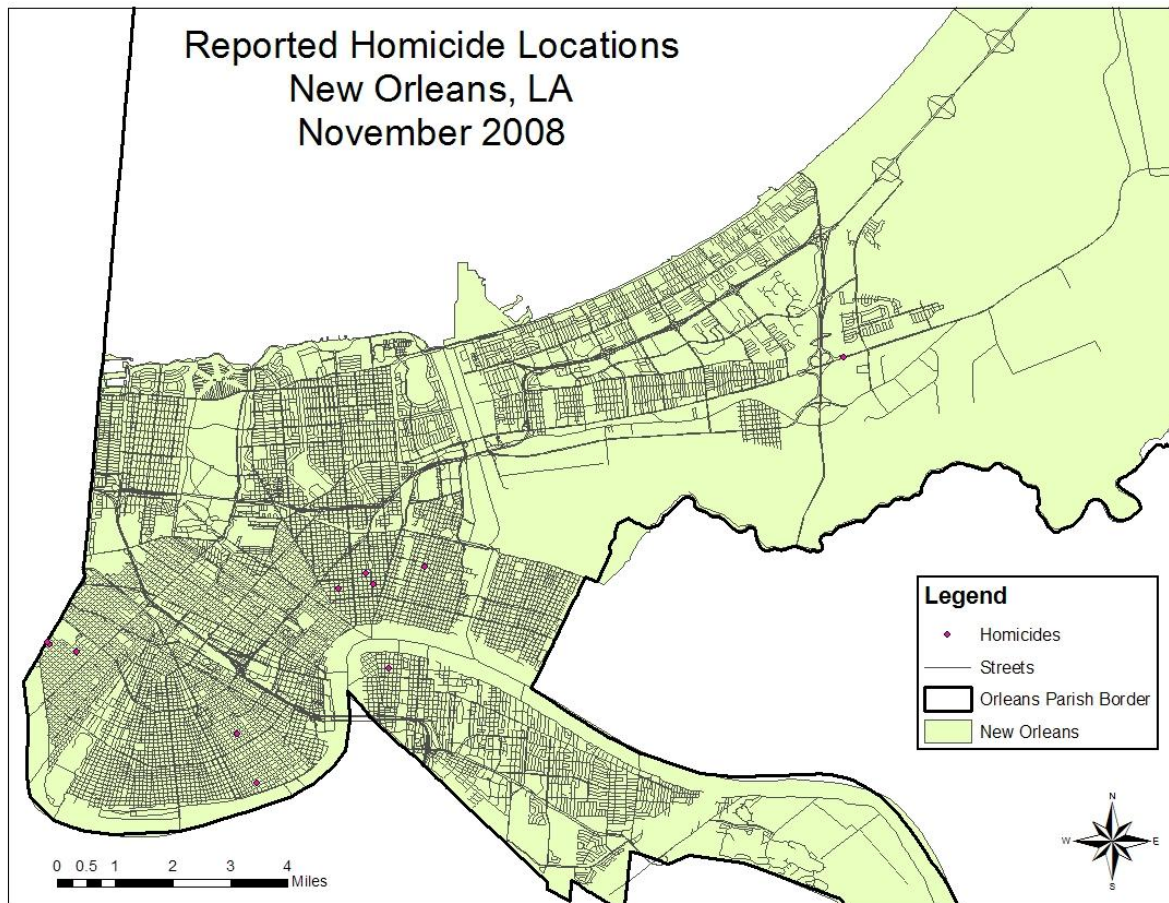 Reported Homicide Locations
New Orleans, LA
November 2008
Legend
Homicides
Streets
Orleans Parish Border
New Orleans
N
W E
S
0 0.5 1 2 3 4
Miles